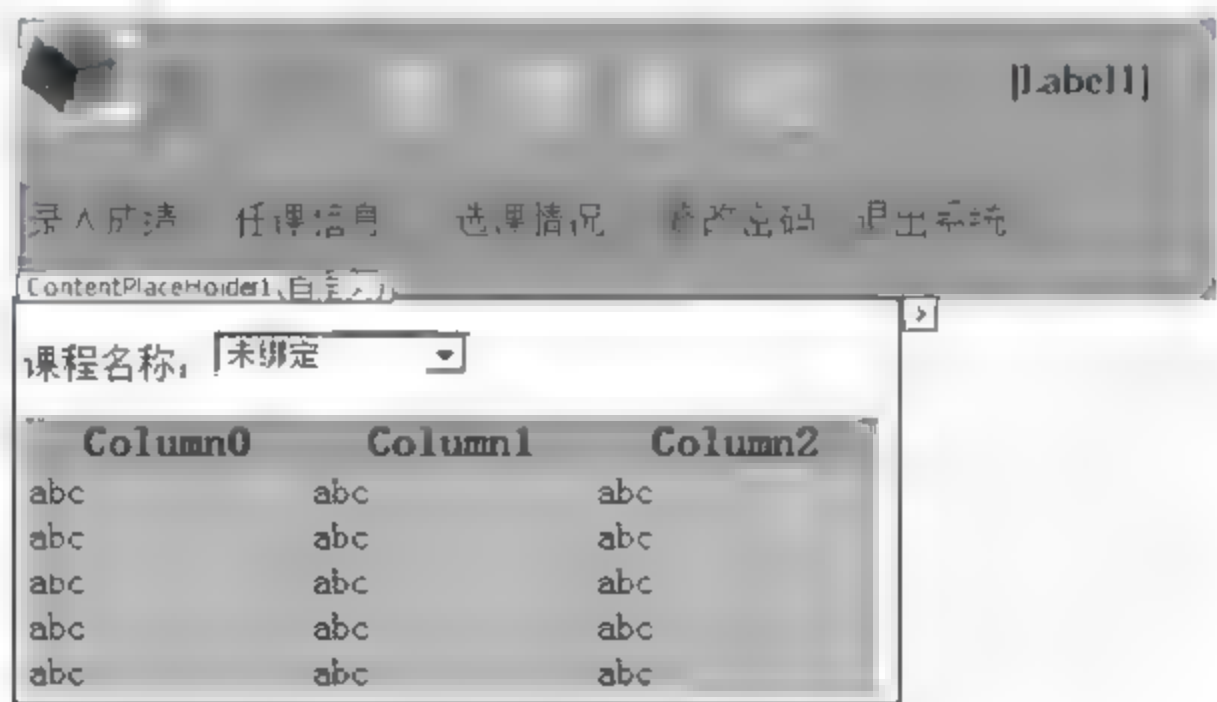 [Label1]
录入成绩 任课信息 选课情况 修改密码 退出系统
ContentPlaceHolder1 (自定义)
课程名称: 未绑定
Column0 Column1 Column2
abc abc abc
abc abc abc
abc abc abc
abc abc abc
abc abc abc